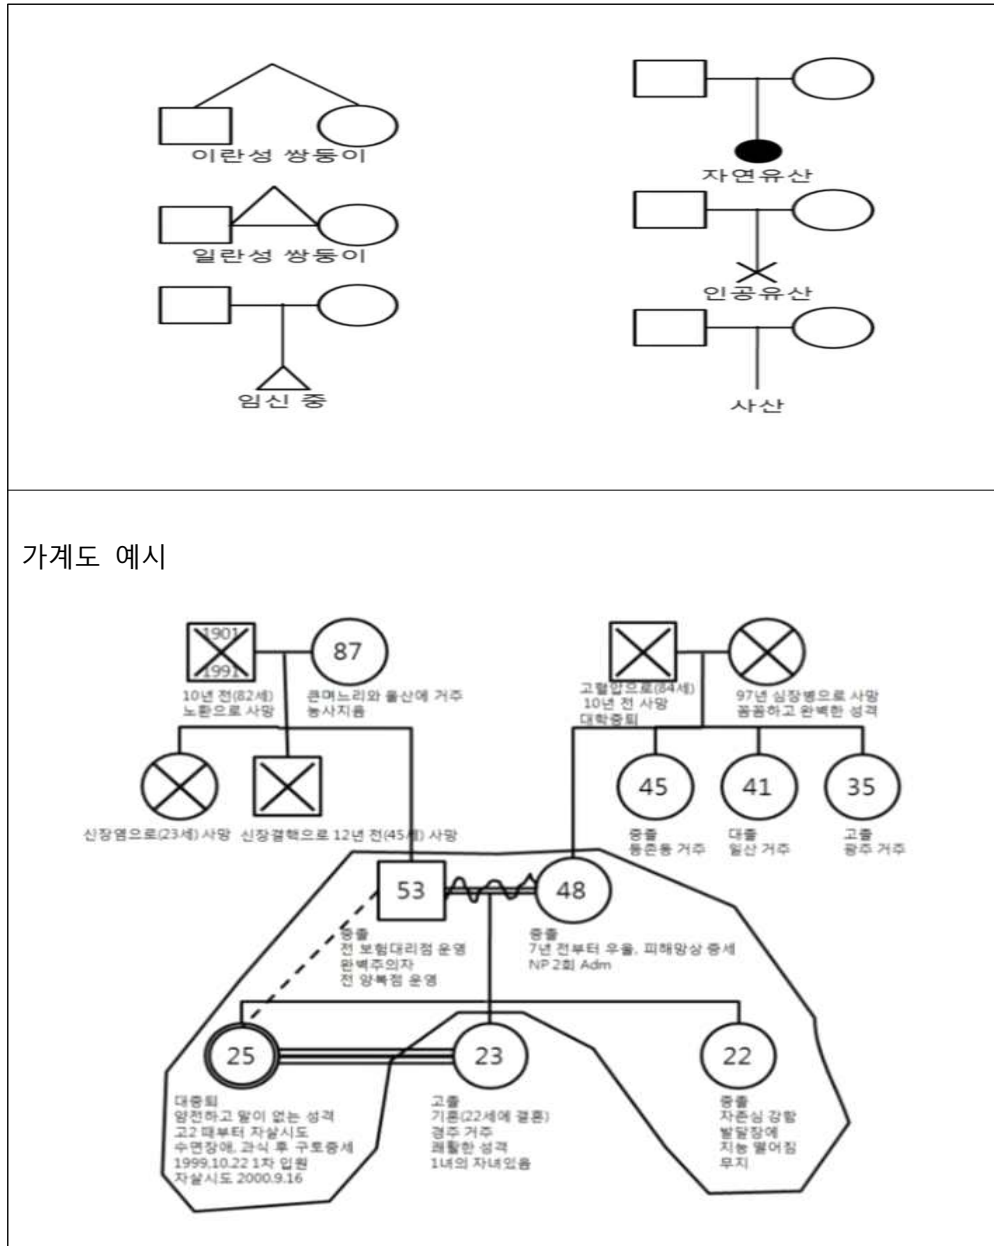 이란성 쌍둥이
자연유산
일란성 쌍둥이
인공유산
임신 중
사산
가계도 예시
1901
1991
87
10년 전(82세)
노환으로 사망
큰며느리와 울산에 거주
농사지음
고혈압으로(84세)
10년 전 사망
대학중퇴
97년 심장병으로 사망
꼼꼼하고 완벽한 성격
신장염으로(23세) 사망
신장결핵으로 12년 전(45세) 사망
45
41
35
중졸
등촌동 거주
대졸
일산 거주
고졸
광주 거주
53
48
중졸
전 보험대리점 운영
완벽주의자
전 양복점 운영
중졸
7년 전부터 우울, 피해망상 증세
NP 2회 Adm
25
23
22
대중퇴
얌전하고 말이 없는 성격
고2 때부터 자살시도
수면장애, 과식 후 구토증세
1999.10.22 1차 입원
자살시도 2000.9.16
고졸
기혼(22세에 결혼)
경주 거주
쾌활한 성격
1녀의 자녀있음
중졸
자존심 강함
발달장애
지능 떨어짐
무지